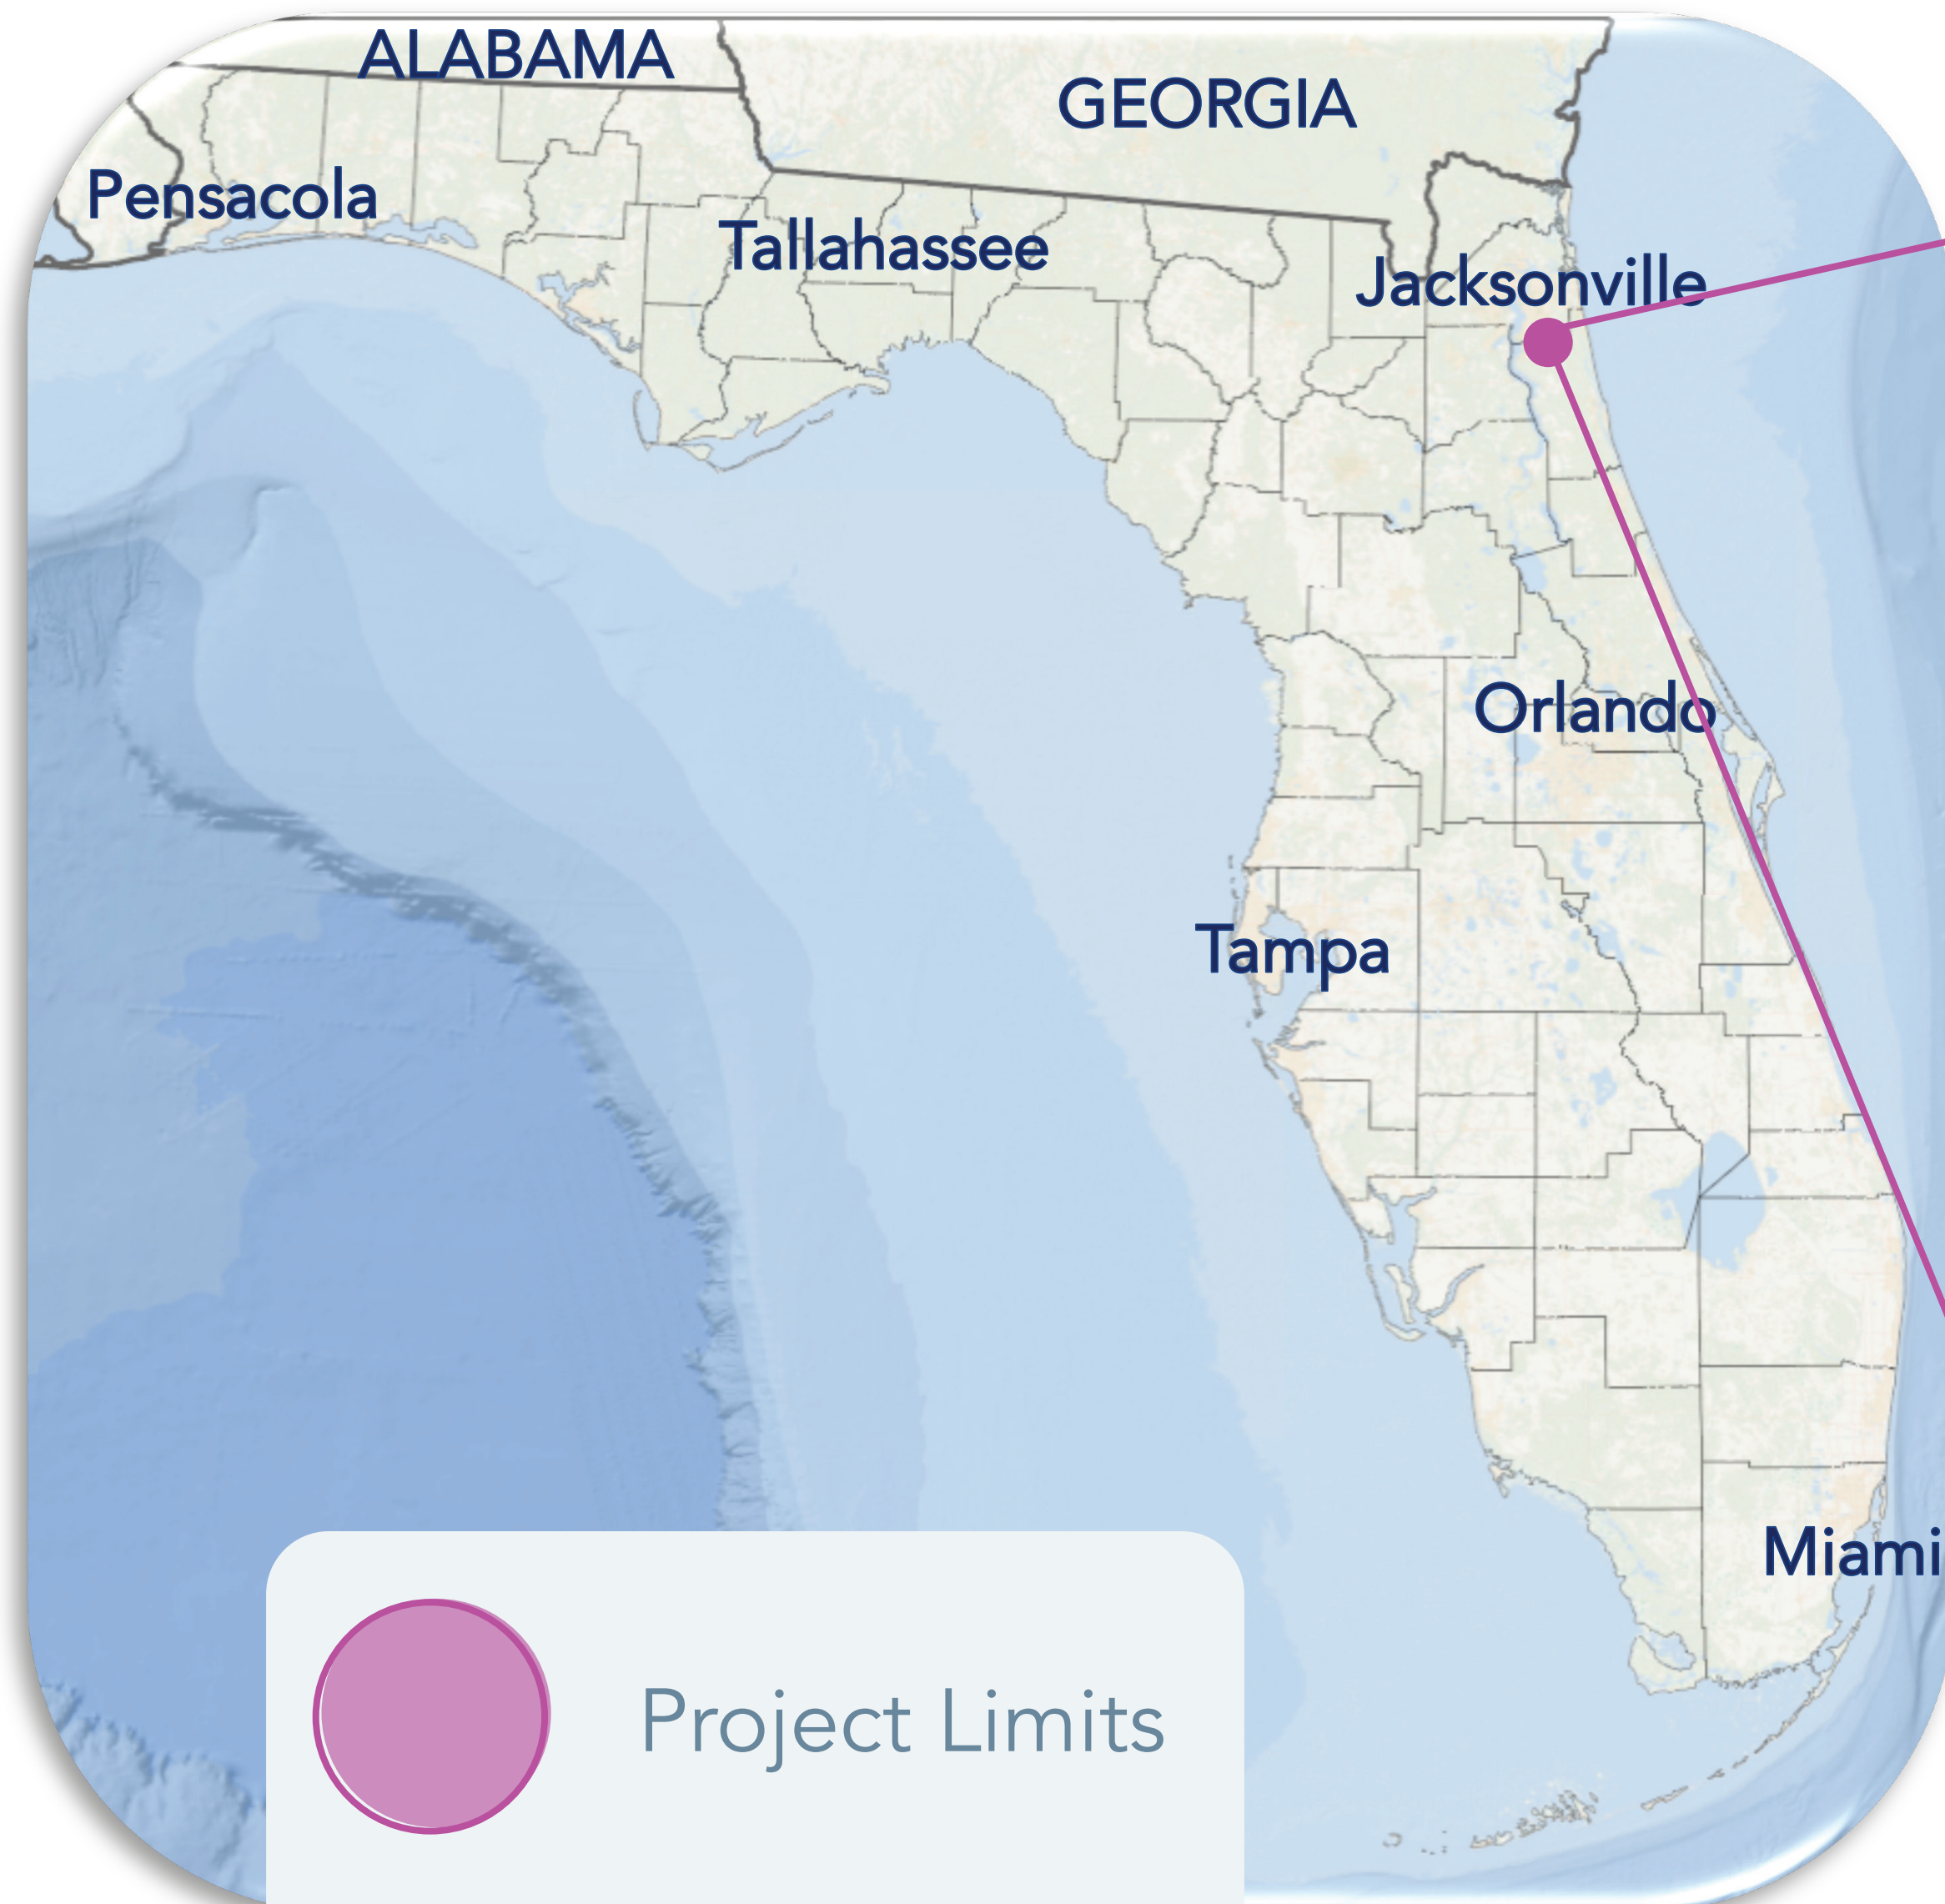 ALABAMA
GEORGIA
Pensacola
Tallahassee
Jacksonville
Orlando
Tampa
Miami
Project Limits